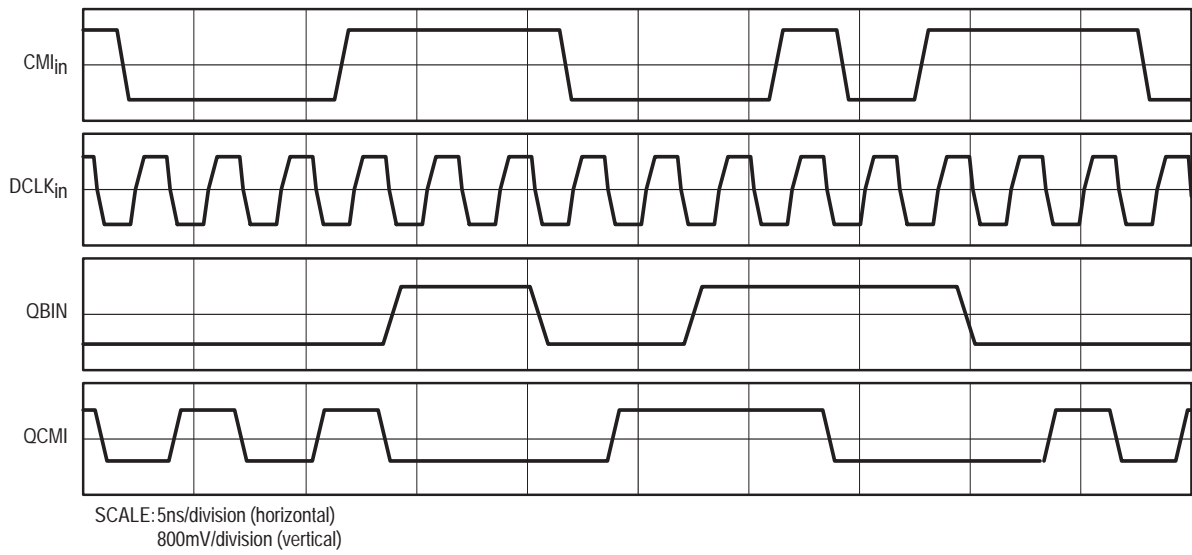 CMIin
DCLKin
QBIN
QCMI
SCALE: 5ns/division (horizontal)
800mV/division (vertical)